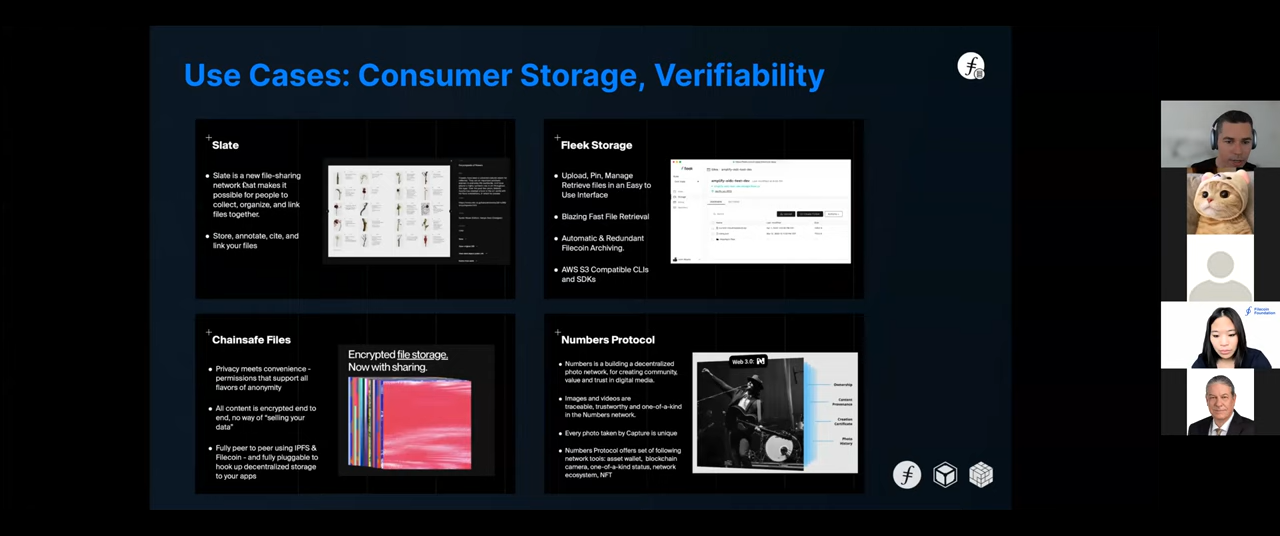 Use Cases: Consumer Storage, Verifiability
Slate
Slate is a new file-sharing
network that makes it
possible for people to
collect, organize, and link
files together.
Store, annotate, cite, and
link your files
Fleek Storage
Upload, Pin, Manage
Retrieve files in an Easy to
Use Interface
Blazing Fast File Retrieval
Automatic & Redundant
Filecoin Archiving.
AWS S3 Compatible CLIs
and SDKs
Chainsafe Files
Privacy meets convenience -
permissions that support all
flavors of anonymity
All content is encrypted end to
end, no way of “selling your
data”
Fully peer to peer using IPFS &
Filecoin - and fully pluggable to
hook up decentralized storage
to your apps
Encrypted file storage.
Now with sharing.
Numbers Protocol
Numbers is a building a decentralized
photo network, for creating community,
value and trust in digital media.
Images and videos are
traceable, trustworthy and one-of-a-kind
in the Numbers network.
Every photo taken by Capture is unique
Numbers Protocol offers set of following
network tools: asset wallet, blockchain
camera, one-of-a-kind status, network
ecosystem, NFT
Web 3.0:
Ownership
Content
Provenance
Creation
Certificate
Photo
History
Filecoin
Foundation